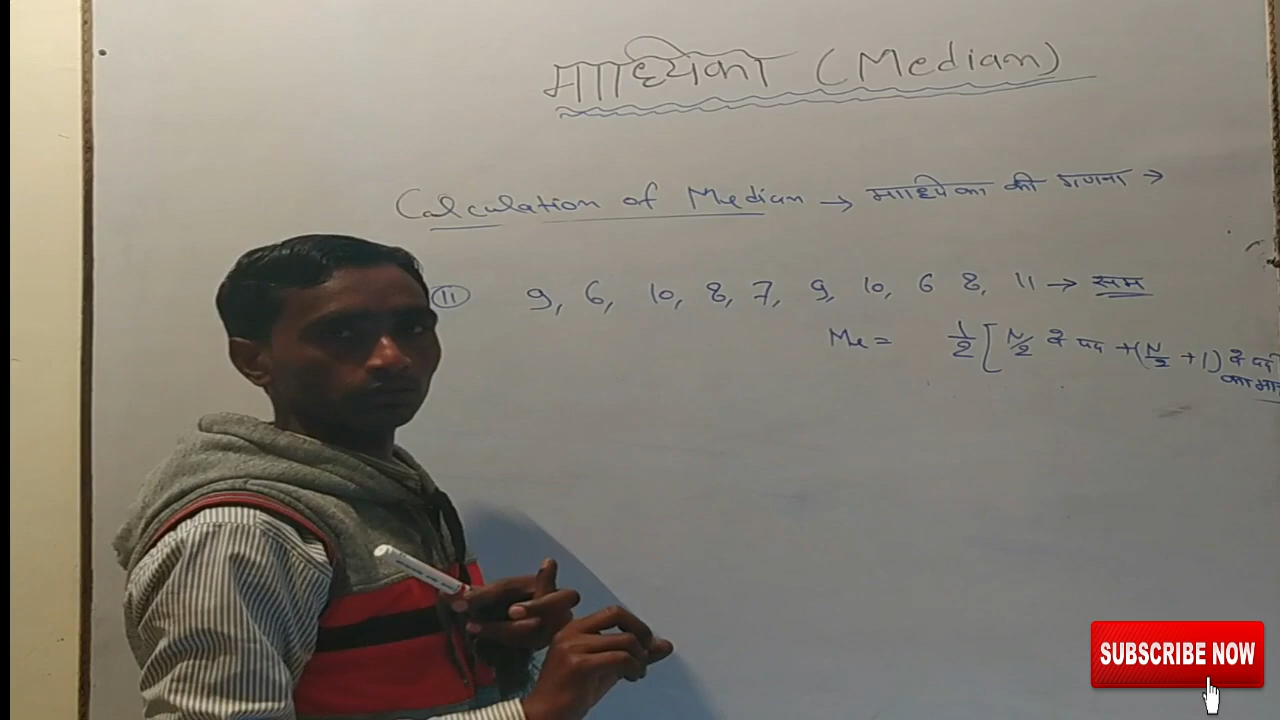 माध्यिका (Median)
Calculation of Median → माध्यिका की गणना →
11 9, 6, 10, 8, 7, 9, 10, 6 8, 11 → सम
Me = 1/2 [ N/2 वे पद + (N/2 + 1) वे पद
का मा
SUBSCRIBE NOW